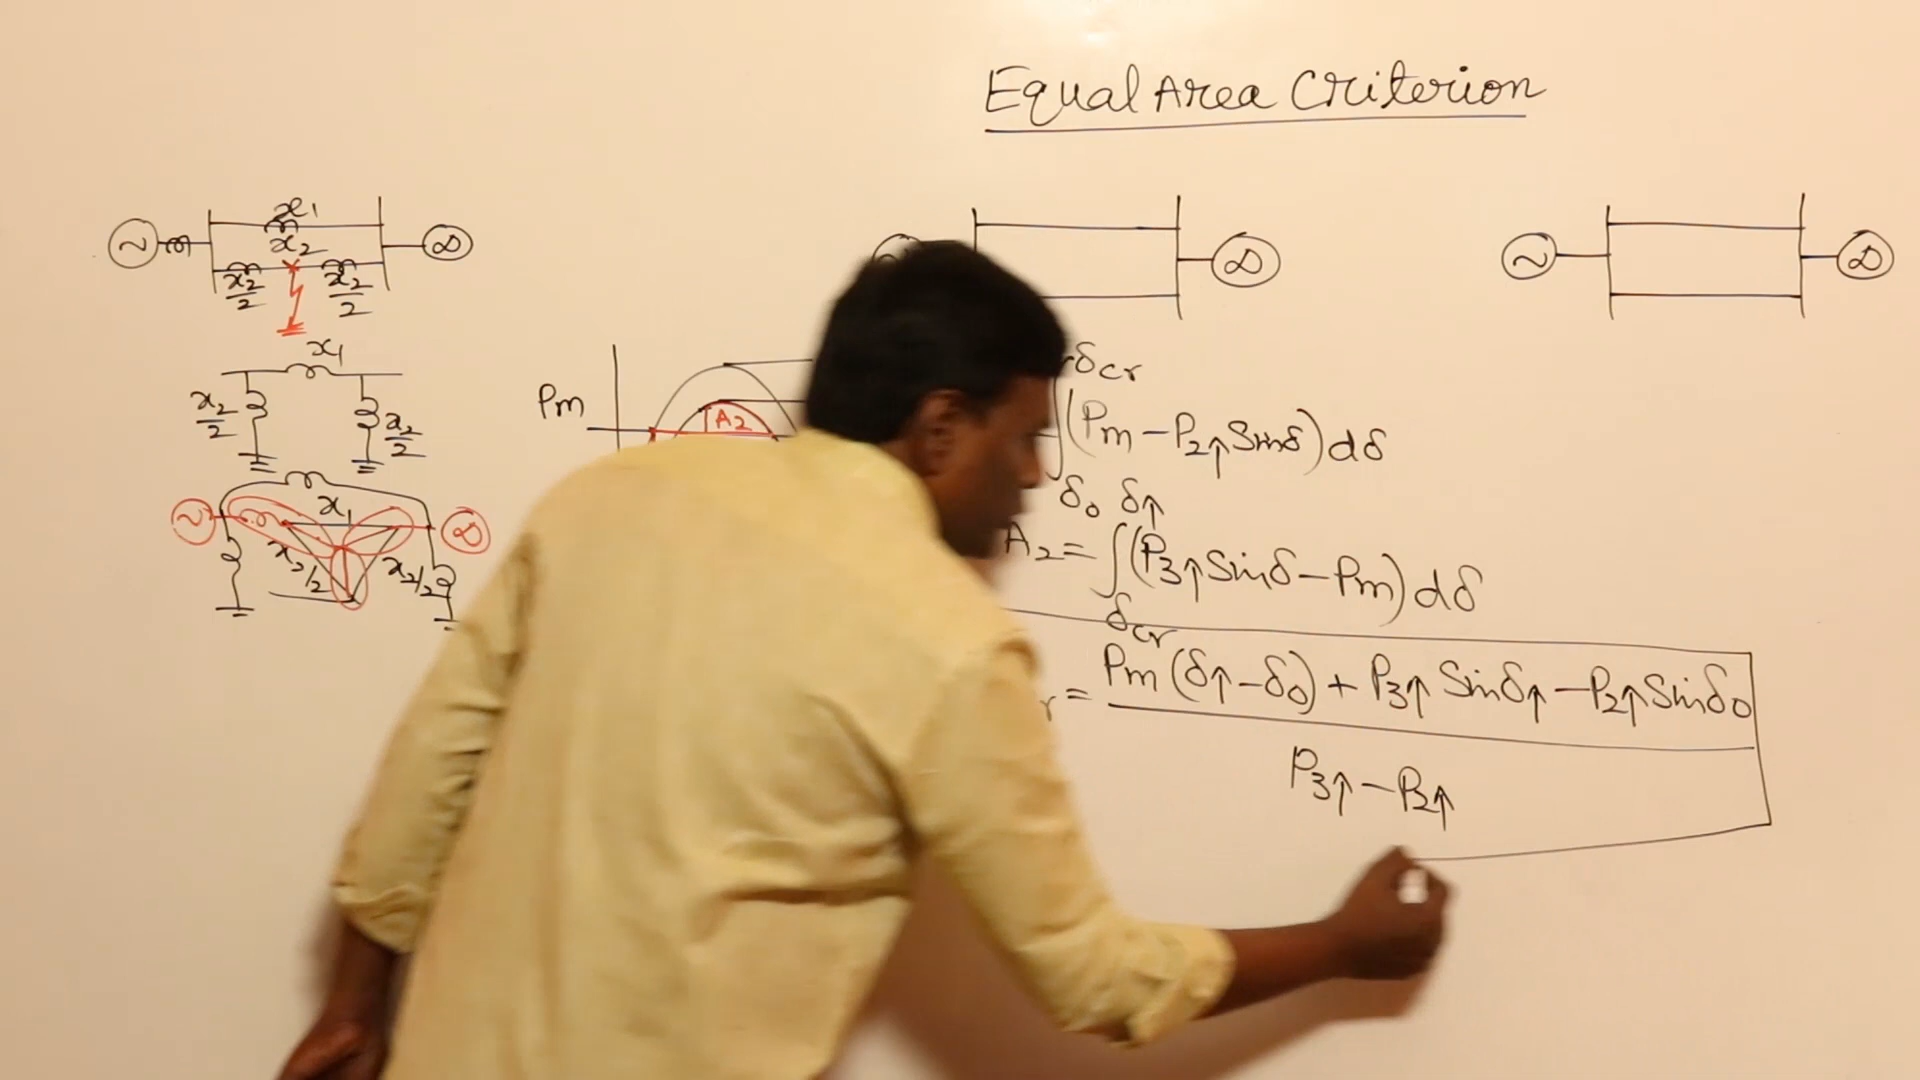 Equal Area Criterion
x1
x2
x2/2 x2/2
x1
x2/2 x2/2
x1
x2/2 x2/2
Pm
A2
δcr
(Pm - P2↑ Sinδ) dδ
δ0 δ↑
A2 = ∫(P3↑ Sinδ - Pm) dδ
δcr
r = Pm (δ↑ - δ0) + P3↑ Sinδ↑ - P2↑ Sinδ0
P3↑ - P2↑